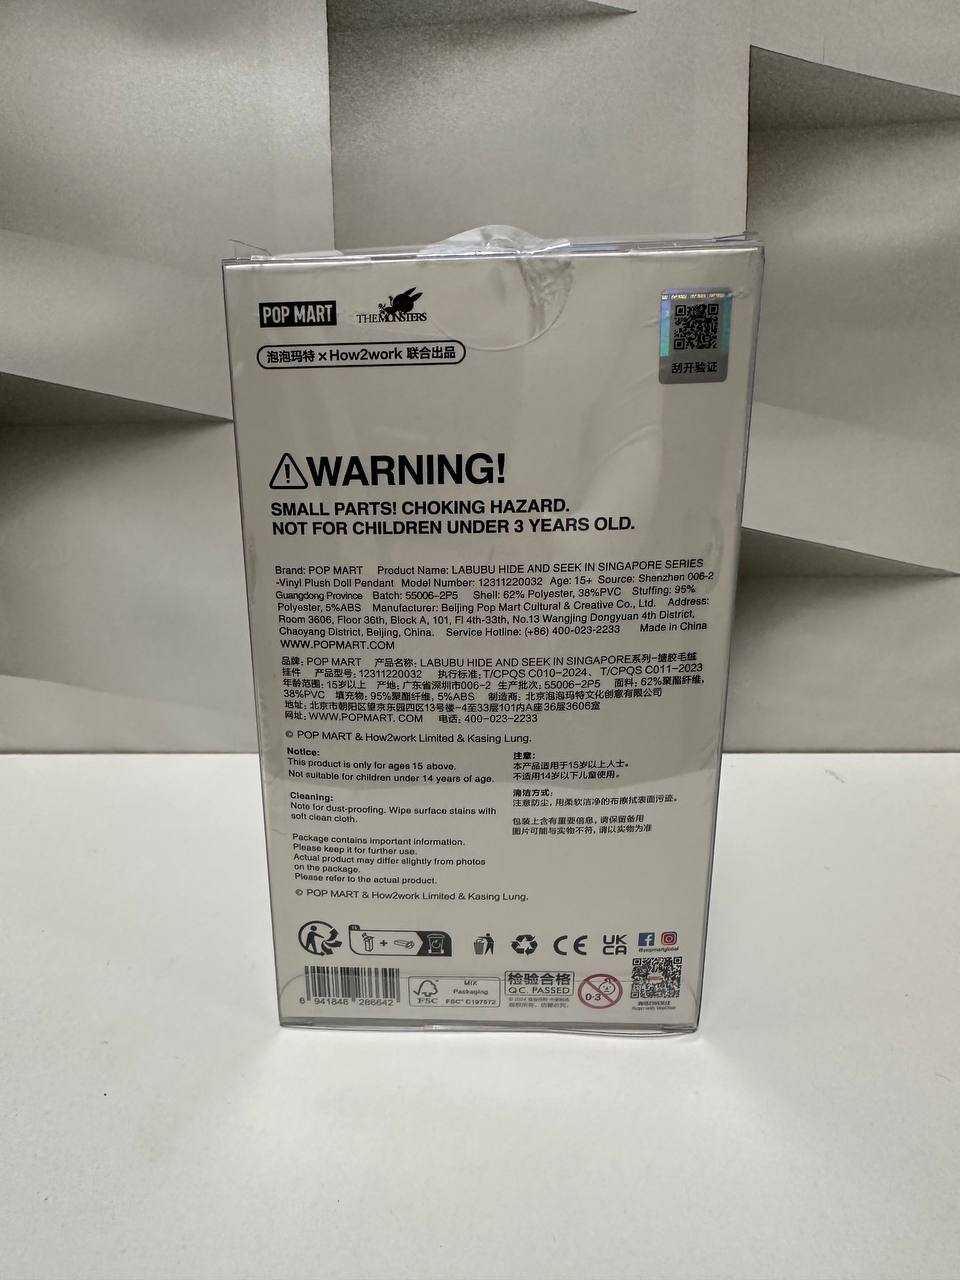 POP MART
THE MONSTERS
泡泡玛特 x How2work 联合出品
刮开验证
WARNING!
SMALL PARTS! CHOKING HAZARD.
NOT FOR CHILDREN UNDER 3 YEARS OLD.
Brand: POP MART Product Name: LABUBU HIDE AND SEEK IN SINGAPORE SERIES
-Vinyl Plush Doll Pendant Model Number: 12311220032 Age: 15+ Source: Shenzhen 006-2
Guangdong Province Batch: 55006-2P5 Shell: 62% Polyester, 38%PVC Stuffing: 95%
Polyester, 5%ABS Manufacturer: Beijing Pop Mart Cultural & Creative Co., Ltd. Address:
Room 3606, Floor 36th, Block A, 101, Fl 4th-33th, No.13 Wangjing Dongyuan 4th District,
Chaoyang District, Beijing, China. Service Hotline: (+86) 400-023-2233 Made in China
WWW.POPMART.COM
品牌: POP MART 产品名称: LABUBU HIDE AND SEEK IN SINGAPORE系列-搪胶毛绒
挂件 产品型号: 12311220032 执行标准: T/CPQS C010-2024、T/CPQS C011-2023
年龄范围: 15岁以上 产地: 广东省深圳市006-2 生产批次: 55006-2P5 面料: 62%聚酯纤维,
38%PVC 填充物: 95%聚酯纤维, 5%ABS 制造商: 北京泡泡玛特文化创意有限公司
地址: 北京市朝阳区望京东园四区13号楼-4至33层101内A座36层3606室
网址: WWW.POPMART.COM 电话: 400-023-2233
© POP MART & How2work Limited & Kasing Lung.
Notice:
This product is only for ages 15 above.
Not suitable for children under 14 years of age.
注意:
本产品适用于15岁以上人士。
不适用14岁以下儿童使用。
Cleaning:
Note for dust-proofing. Wipe surface stains with
soft clean cloth.
清洁方式:
注意防尘, 用柔软洁净的布擦拭表面污迹。
Package contains important information.
Please keep it for further use.
Actual product may differ slightly from photos
on the package.
Please refer to the actual product.
包装上含有重要信息, 请保留备用
图片可能与实物不符, 请以实物为准
© POP MART & How2work Limited & Kasing Lung.
FR
+
CE
UK
CA
@popmartglobal
6 941848 286642
FSC
MIX
Packaging
FSC® C197572
检验合格
QC. PASSED
版权所有, 仿冒必究。
0-3
Scan with WeChat